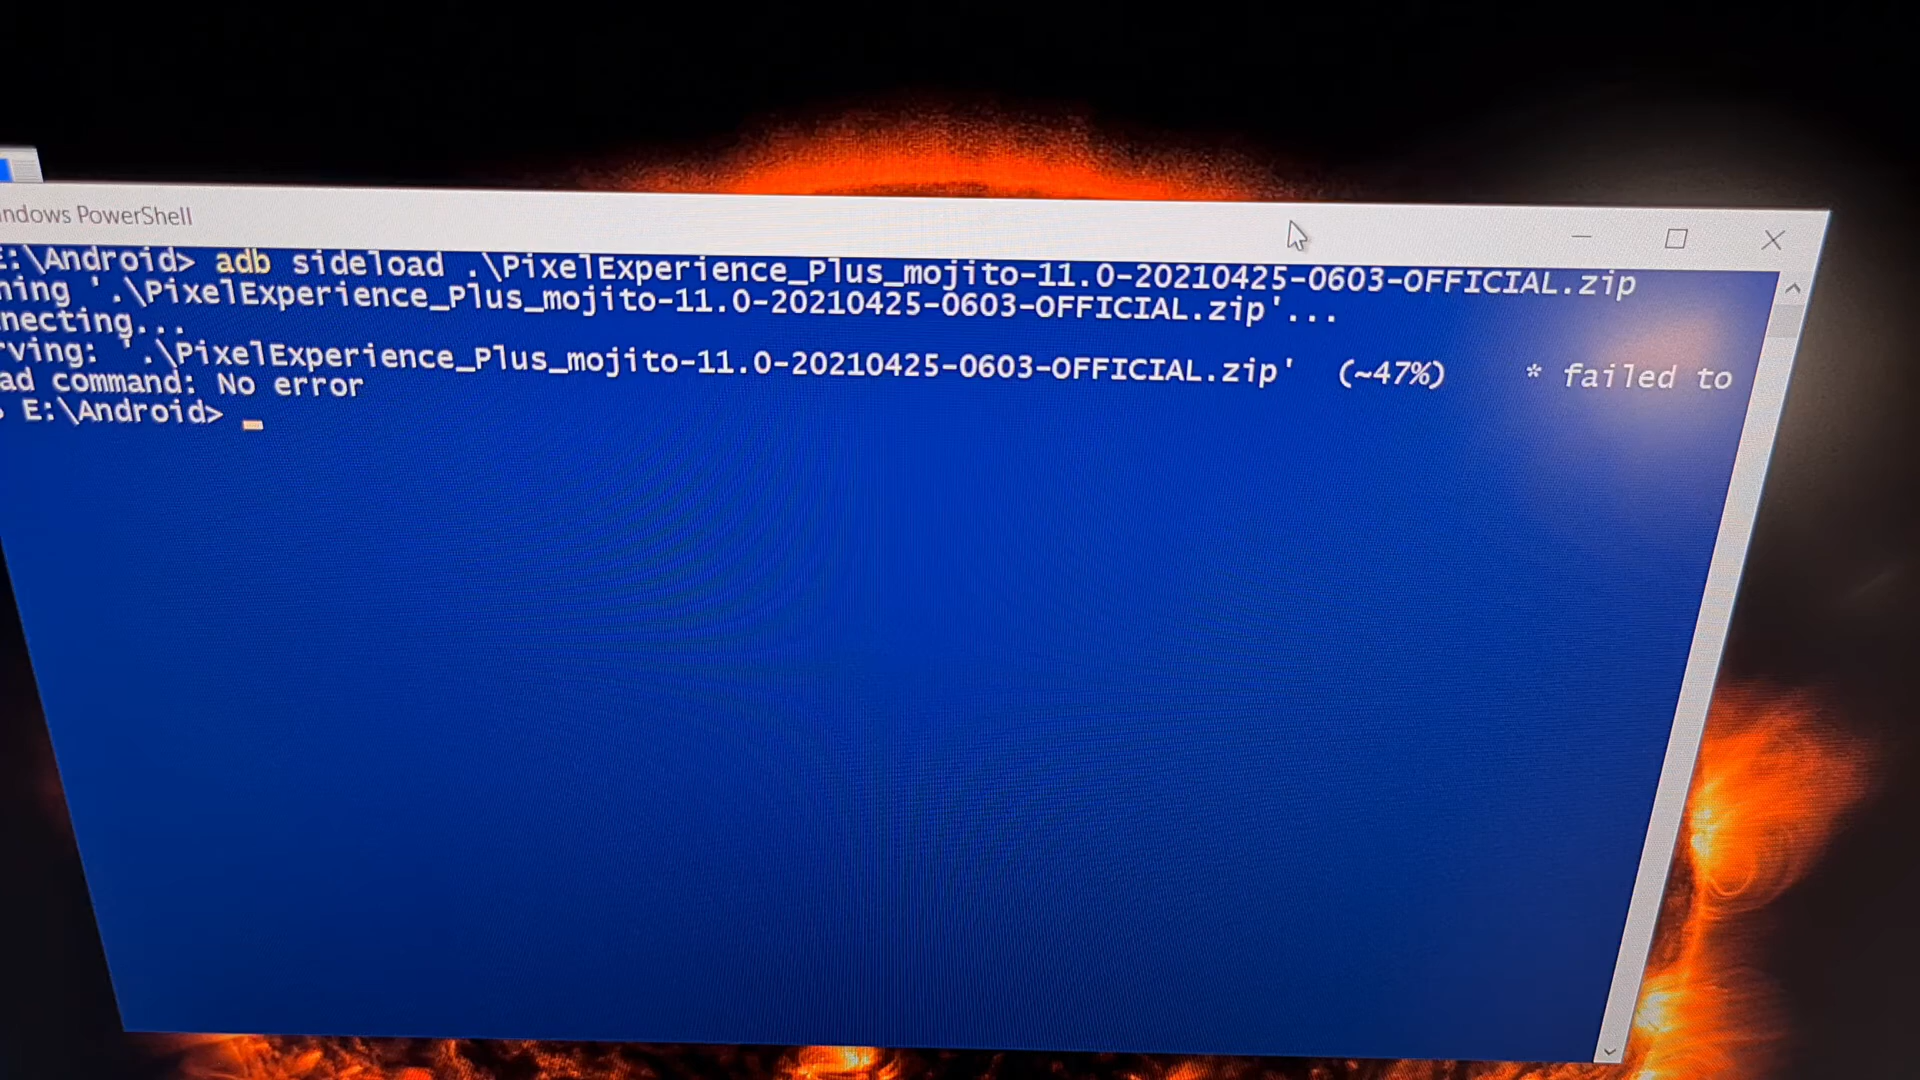 ndows PowerShell
E:\Android> adb sideload .\PixelExperience_Plus_mojito-11.0-20210425-0603-OFFICIAL.zip
ning '.\PixelExperience_Plus_mojito-11.0-20210425-0603-OFFICIAL.zip'...
necting...
rving: '.\PixelExperience_Plus_mojito-11.0-20210425-0603-OFFICIAL.zip' (~47%) * failed to
ad command: No error
E:\Android>